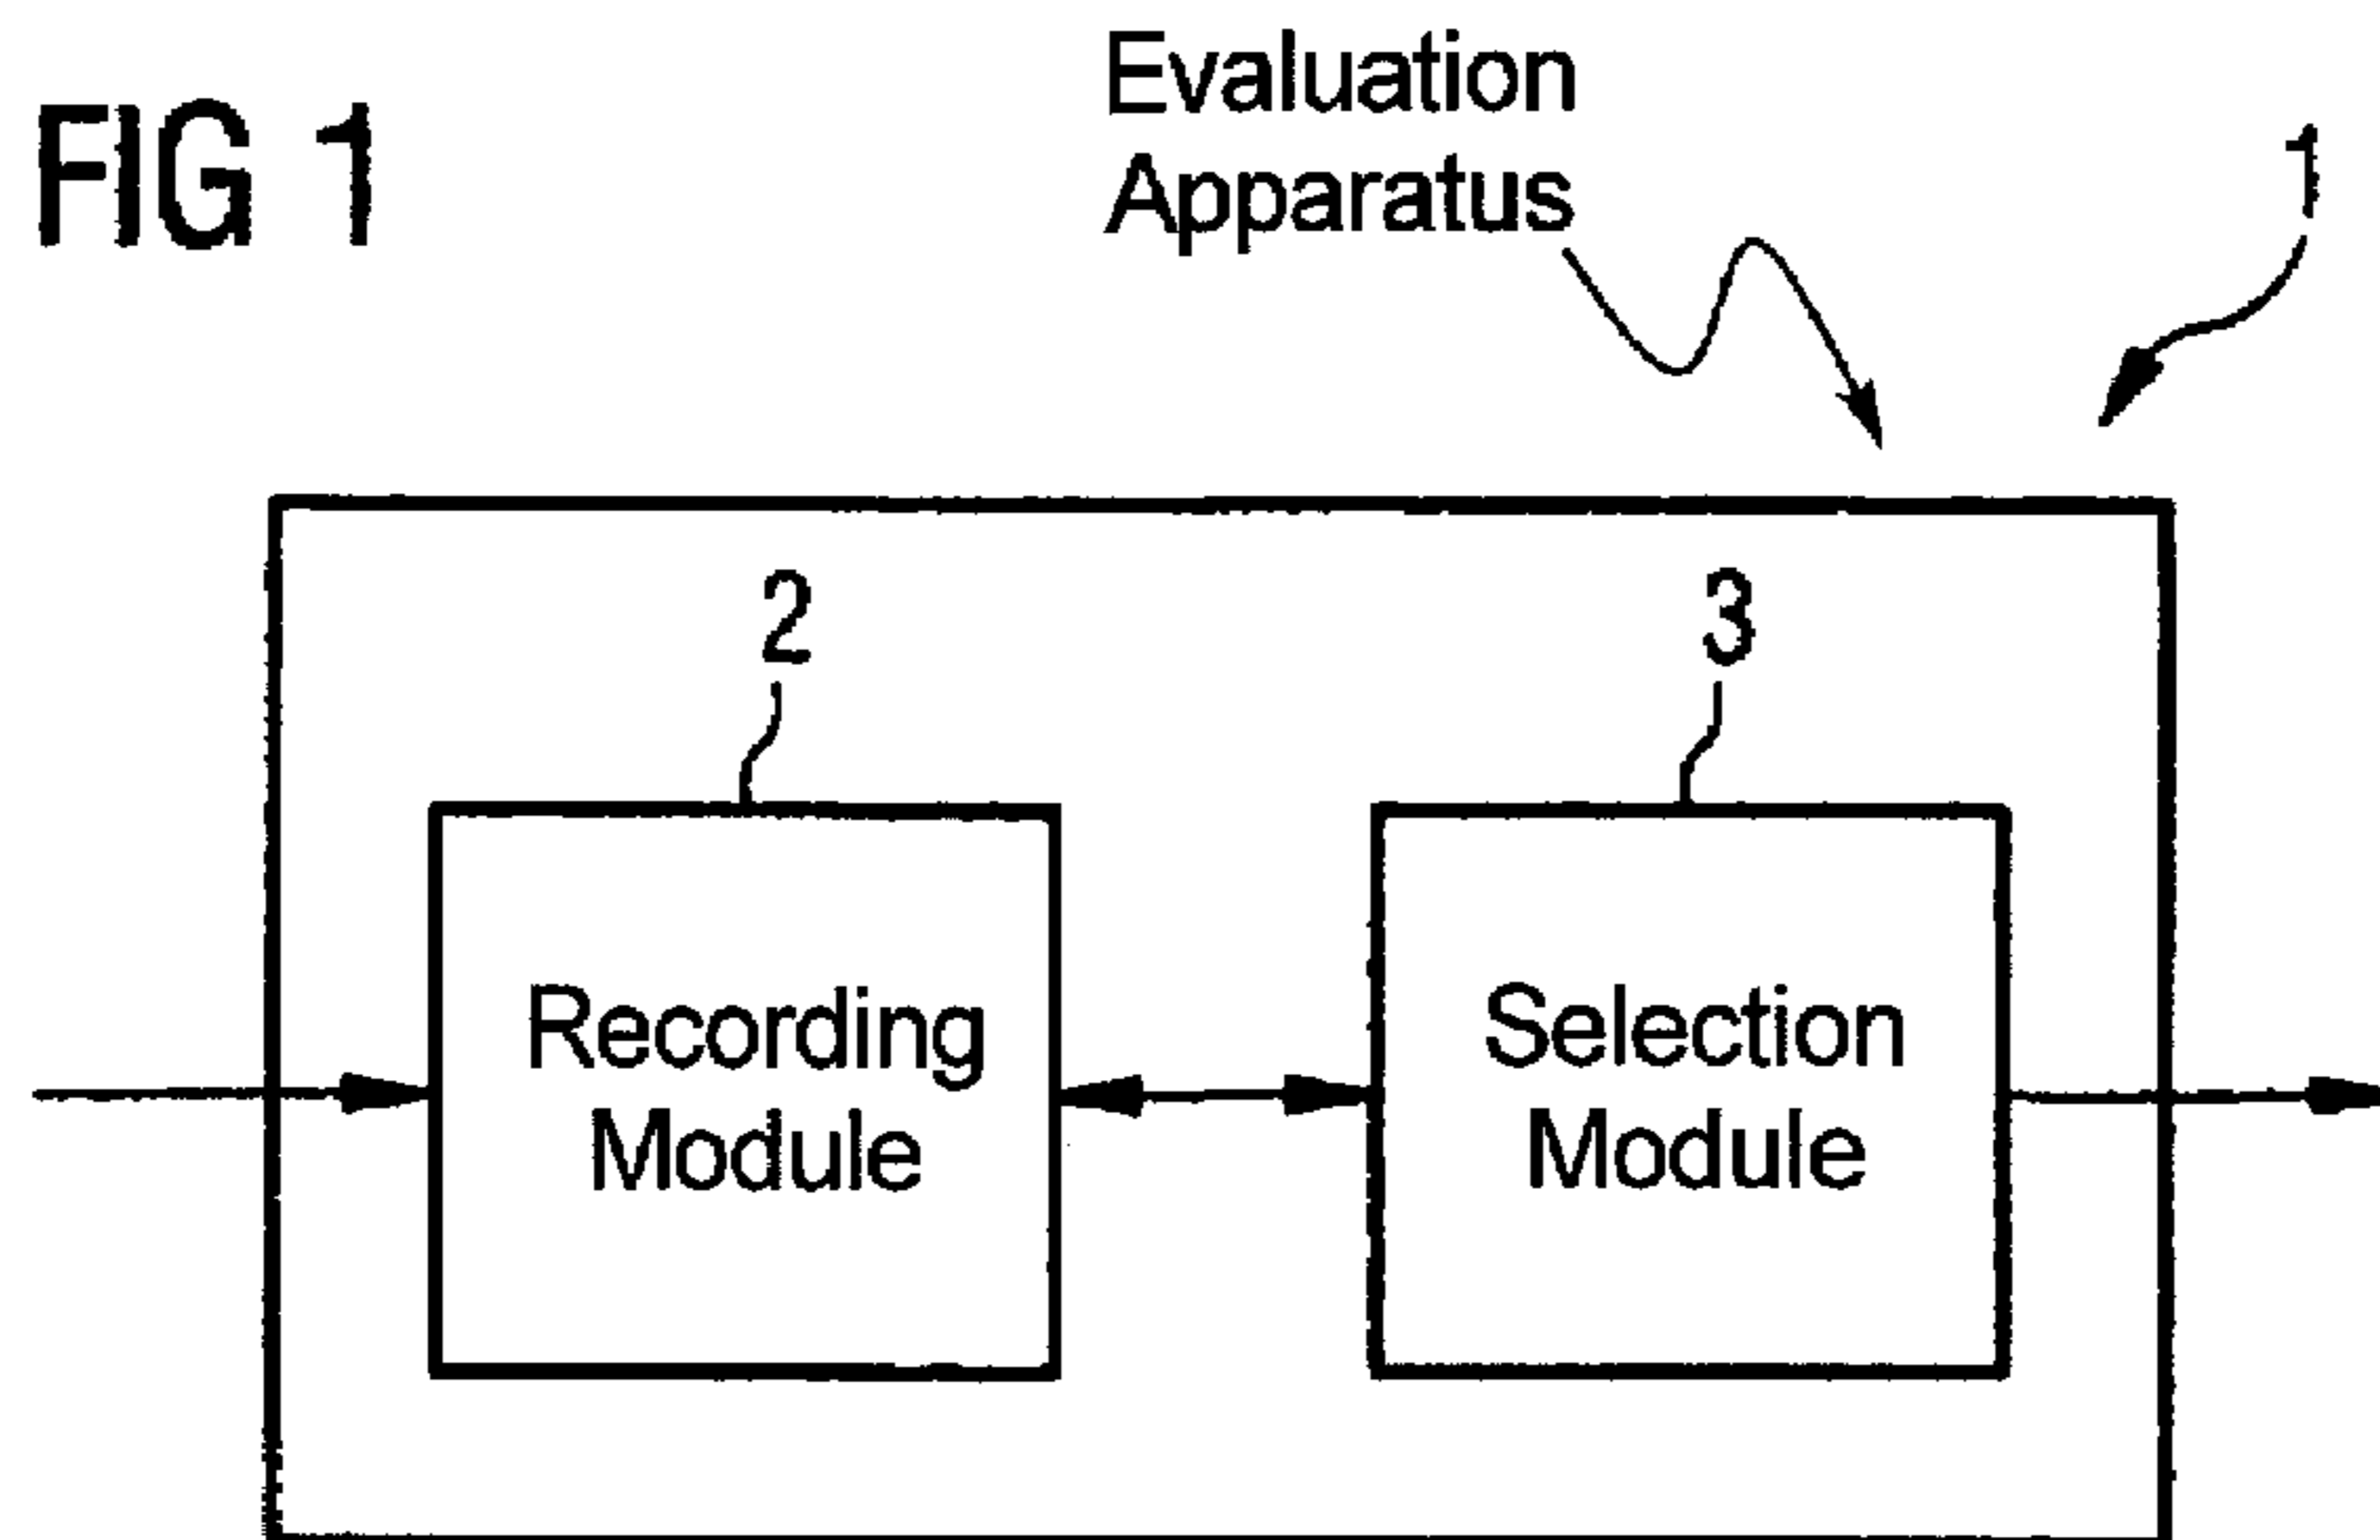 FIG 1
Evaluation
Apparatus
1
2
3
Recording
Module
Selection
Module